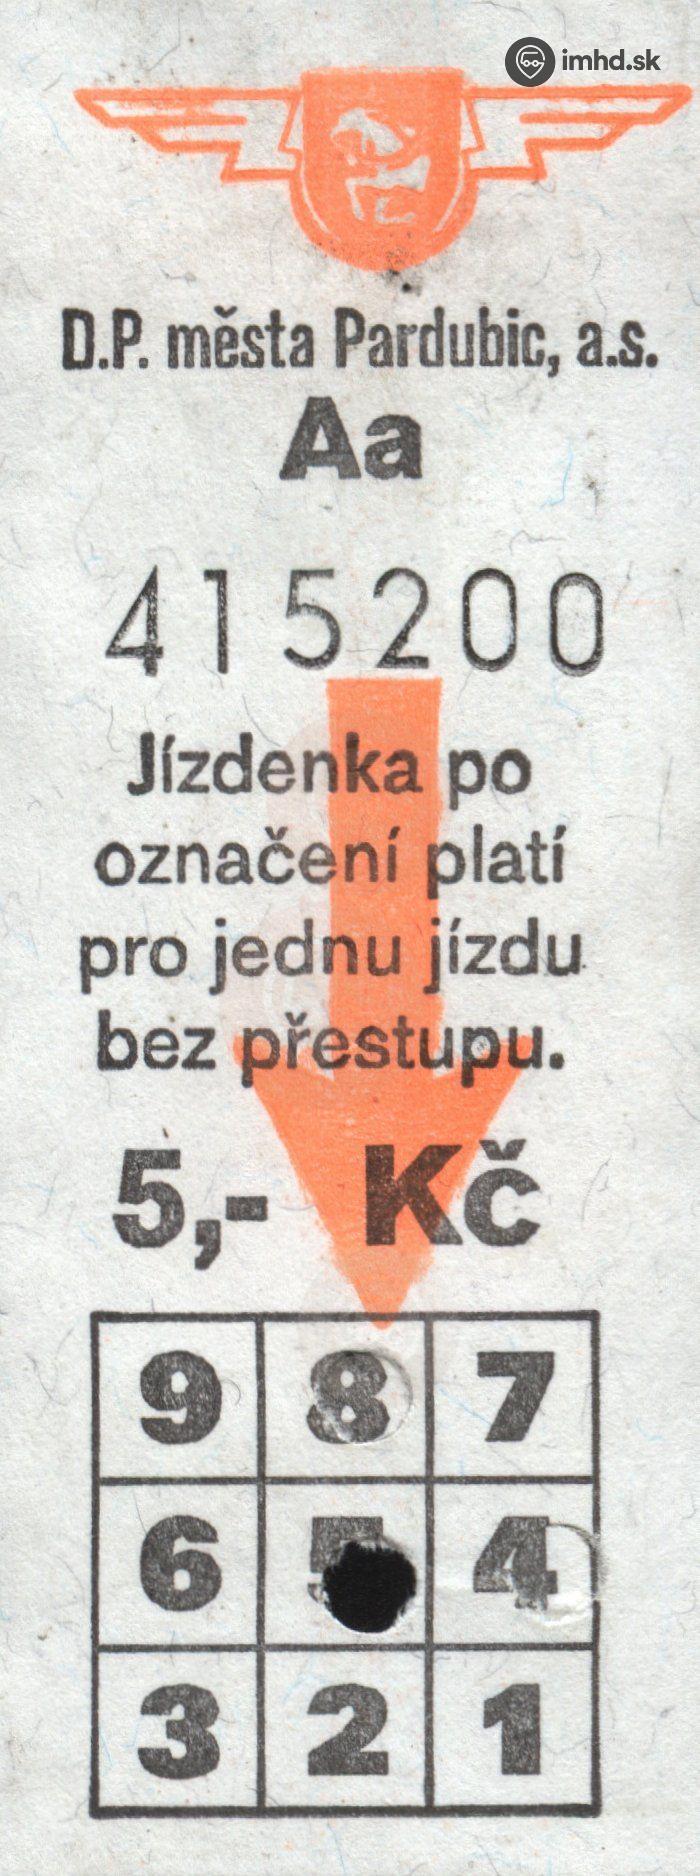 imhd.sk
D.P. města Pardubic, a.s.
Aa
415200
Jízdenka po
označení platí
pro jednu jízdu
bez přestupu.
5,- Kč
9 8 7
6 5 4
3 2 1